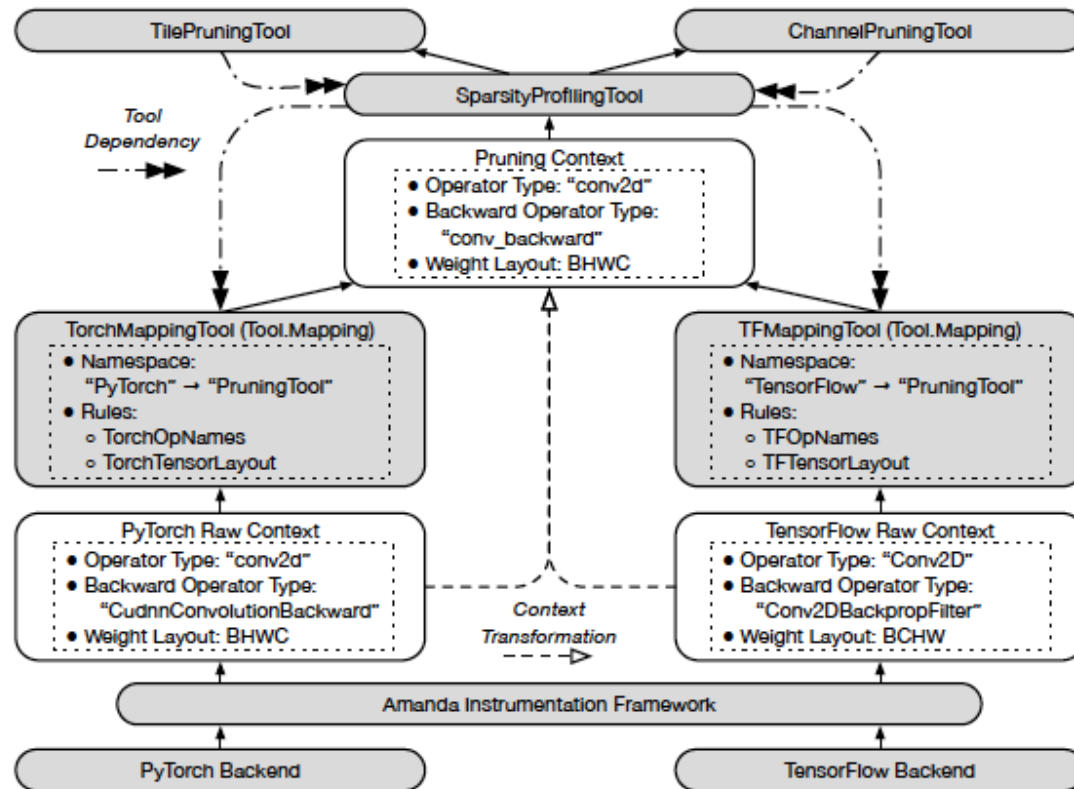 TilePruningTool
ChannelPruningTool
SparsityProfilingTool
Tool
Dependency
Pruning Context
● Operator Type: “conv2d”
● Backward Operator Type:
“conv_backward”
● Weight Layout: BHWC
TorchMappingTool (Tool.Mapping)
● Namespace:
“PyTorch” → “PruningTool”
● Rules:
○ TorchOpNames
○ TorchTensorLayout
TFMappingTool (Tool.Mapping)
● Namespace:
“TensorFlow” → “PruningTool”
● Rules:
○ TFOpNames
○ TFTensorLayout
PyTorch Raw Context
● Operator Type: “conv2d”
● Backward Operator Type:
“CudnnConvolutionBackward”
● Weight Layout: BHWC
Context
Transformation
TensorFlow Raw Context
● Operator Type: “Conv2D”
● Backward Operator Type:
“Conv2DBackpropFilter”
● Weight Layout: BCHW
Amanda Instrumentation Framework
PyTorch Backend
TensorFlow Backend